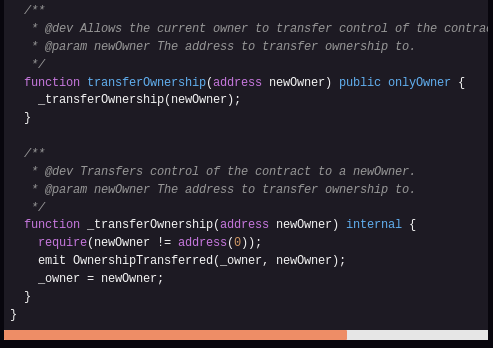 /**
* @dev Allows the current owner to transfer control of the
* @param newOwner The address to transfer ownership to.
*/
function transferOwnership(address newOwner) public onlyOwner {
_transferOwnership(newOwner);
}
/**
* @dev Transfers control of the contract to a newOwner.
* @param newOwner The address to transfer ownership to.
*/
function _transferOwnership(address newOwner) internal {
require(newOwner != address(0));
emit OwnershipTransferred(_owner, newOwner);
_owner = newOwner;
}
}